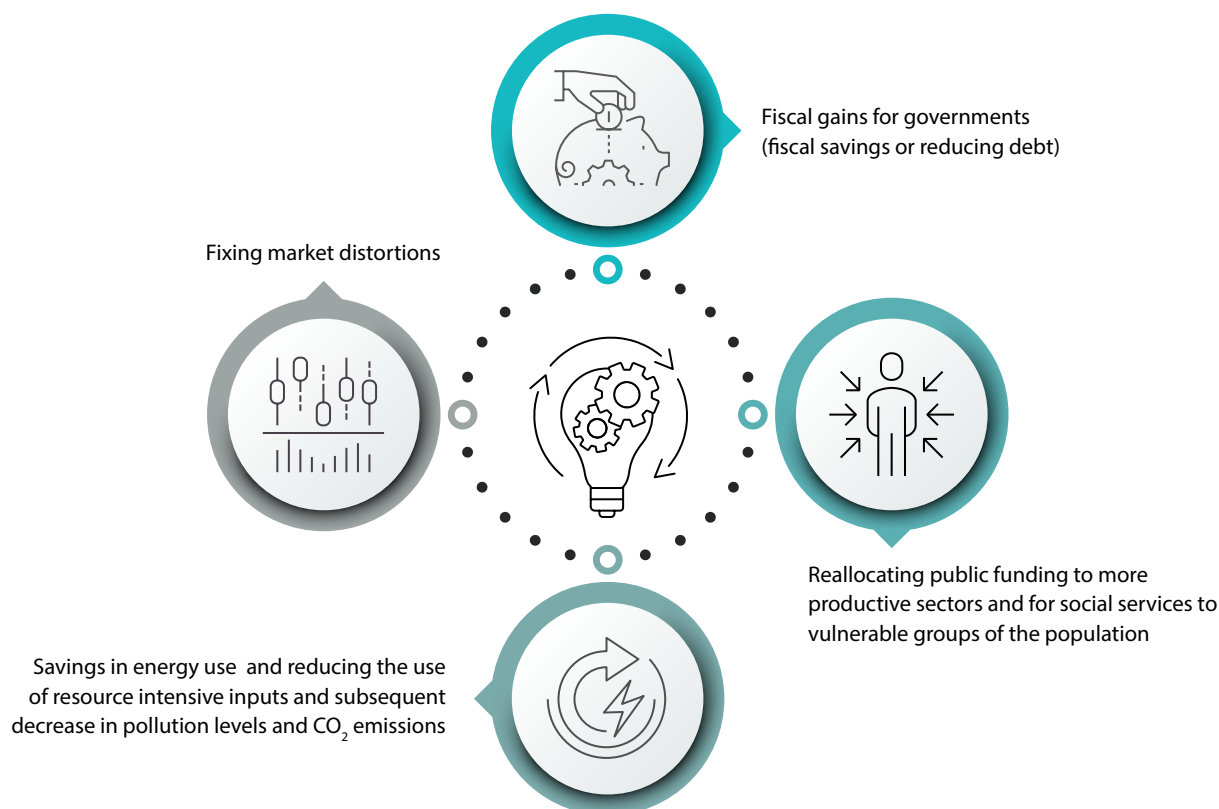 Fiscal gains for governments
(fiscal savings or reducing debt)
Fixing market distortions
Reallocating public funding to more
productive sectors and for social services to
vulnerable groups of the population
Savings in energy use  and reducing the use
of resource intensive inputs and subsequent
decrease in pollution levels and CO₂ emissions